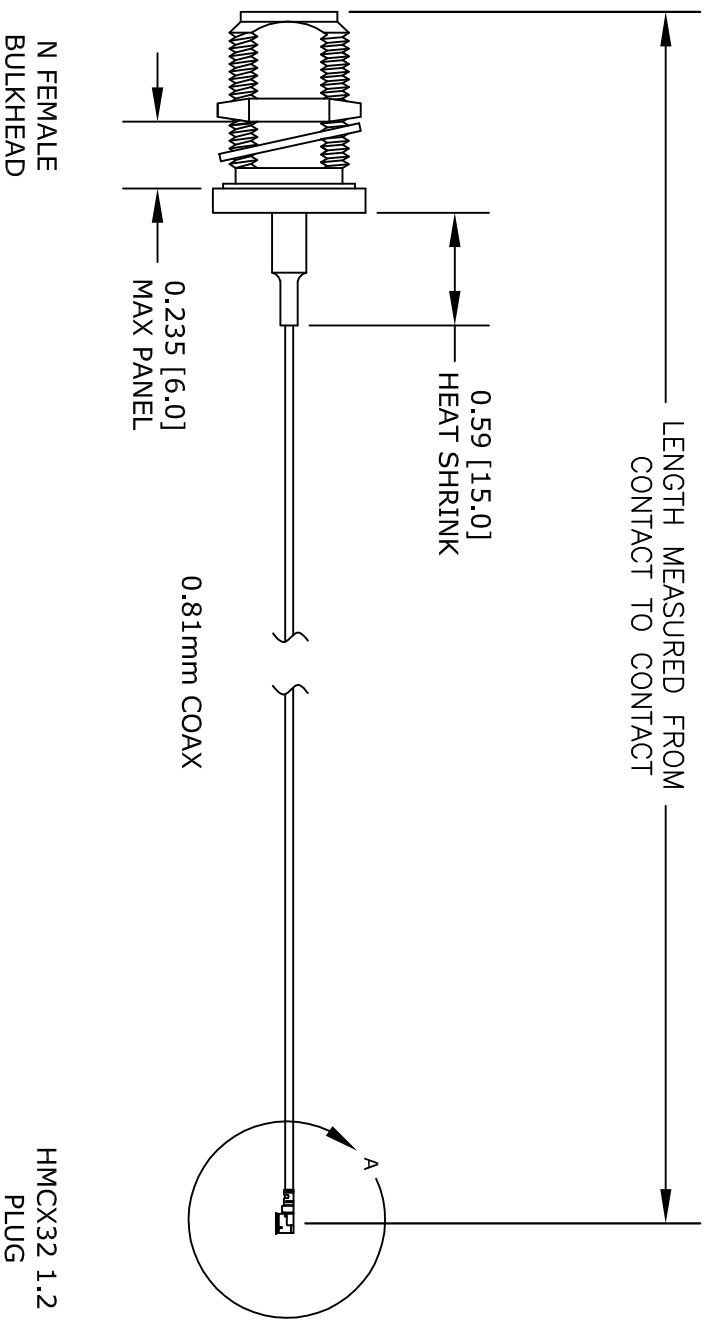 LENGTH MEASURED FROM
CONTACT TO CONTACT
0.59 [15.0]
HEAT SHRINK
0.235 [6.0]
MAX PANEL
0.81mm COAX
A
N FEMALE
BULKHEAD
HMCX32 1.2
PLUG